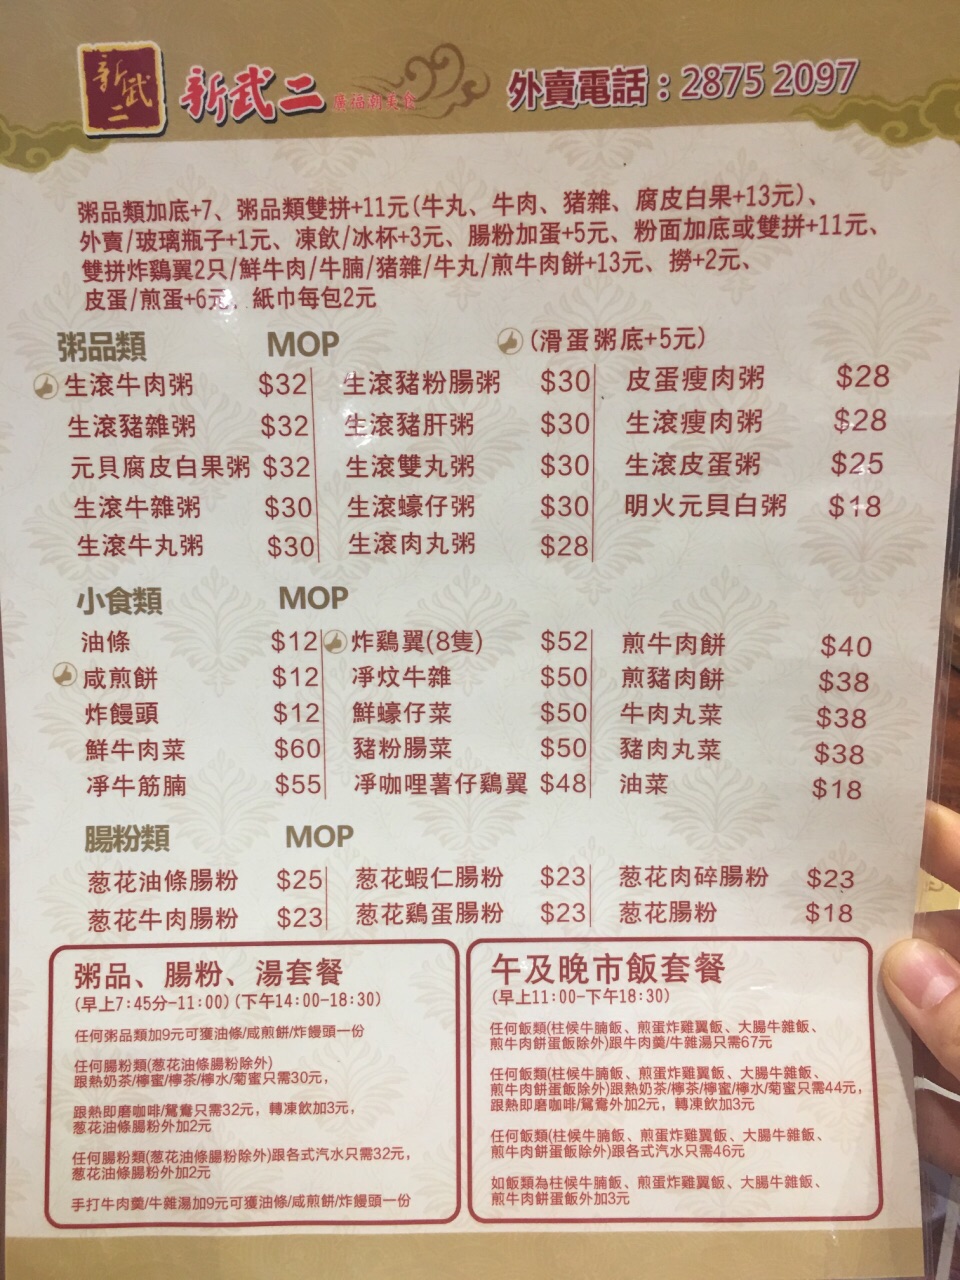 新武二
新武二 廣福荊美食 外賣電話：2875 2097
粥品類加底+7、粥品類雙拼+11元(牛丸、牛肉、猪雜、腐皮白果+13元)、
外賣/玻璃瓶子+1元、凍飲/冰杯+3元、腸粉加蛋+5元、粉面加底或雙拼+11元、
雙拼炸鷄翼2只/鮮牛肉/牛腩/猪雜/牛丸/煎牛肉餅+13元、撈+2元、
皮蛋/煎蛋+6元、紙巾每包2元
粥品類 MOP (滑蛋粥底+5元)
生滾牛肉粥 $32 生滾豬粉腸粥 $30 皮蛋瘦肉粥 $28
生滾豬雜粥 $32 生滾豬肝粥 $30 生滾瘦肉粥 $28
元貝腐皮白果粥 $32 生滾雙丸粥 $30 生滾皮蛋粥 $25
生滾牛雜粥 $30 生滾蠔仔粥 $30 明火元貝白粥 $18
生滾牛丸粥 $30 生滾肉丸粥 $28
小食類 MOP
油條 $12 炸鷄翼(8隻) $52 煎牛肉餅 $40
咸煎餅 $12 凈炆牛雜 $50 煎豬肉餅 $38
炸饅頭 $12 鮮蠔仔菜 $50 牛肉丸菜 $38
鮮牛肉菜 $60 豬粉腸菜 $50 豬肉丸菜 $38
凈牛筋腩 $55 凈咖哩薯仔鷄翼 $48 油菜 $18
腸粉類 MOP
葱花油條腸粉 $25 葱花蝦仁腸粉 $23 葱花肉碎腸粉 $23
葱花牛肉腸粉 $23 葱花鷄蛋腸粉 $23 葱花腸粉 $18
粥品、腸粉、湯套餐
(早上7:45分-11:00)(下午14:00-18:30)
任何粥品類加9元可獲油條/咸煎餅/炸饅頭一份
任何腸粉類(葱花油條腸粉除外)
跟熱奶茶/檸蜜/檸茶/檸水/菊蜜只需30元，
跟熱即磨咖啡/鴛鴦只需32元，轉凍飲加3元，
葱花油條腸粉外加2元
任何腸粉類(葱花油條腸粉除外)跟各式汽水只需32元，
葱花油條腸粉外加2元
手打牛肉羹/牛雜湯加9元可獲油條/咸煎餅/炸饅頭一份
午及晚市飯套餐
(早上11:00-下午18:30)
任何飯類(柱候牛腩飯、煎蛋炸雞翼飯、大腸牛雜飯、
煎牛肉餅蛋飯除外)跟牛肉羹/牛雜湯只需67元
任何飯類(柱候牛腩飯、煎蛋炸雞翼飯、大腸牛雜飯、
煎牛肉餅蛋飯除外)跟熱奶茶/檸茶/檸蜜/檸水/菊蜜只需44元，
跟熱即磨咖啡/鴛鴦外加2元，轉凍飲加3元
任何飯類(柱候牛腩飯、煎蛋炸雞翼飯、大腸牛雜飯、
煎牛肉餅蛋飯除外)跟各式汽水只需46元
如飯類為柱候牛腩飯、煎蛋炸雞翼飯、大腸牛雜飯、
煎牛肉餅蛋飯外加3元